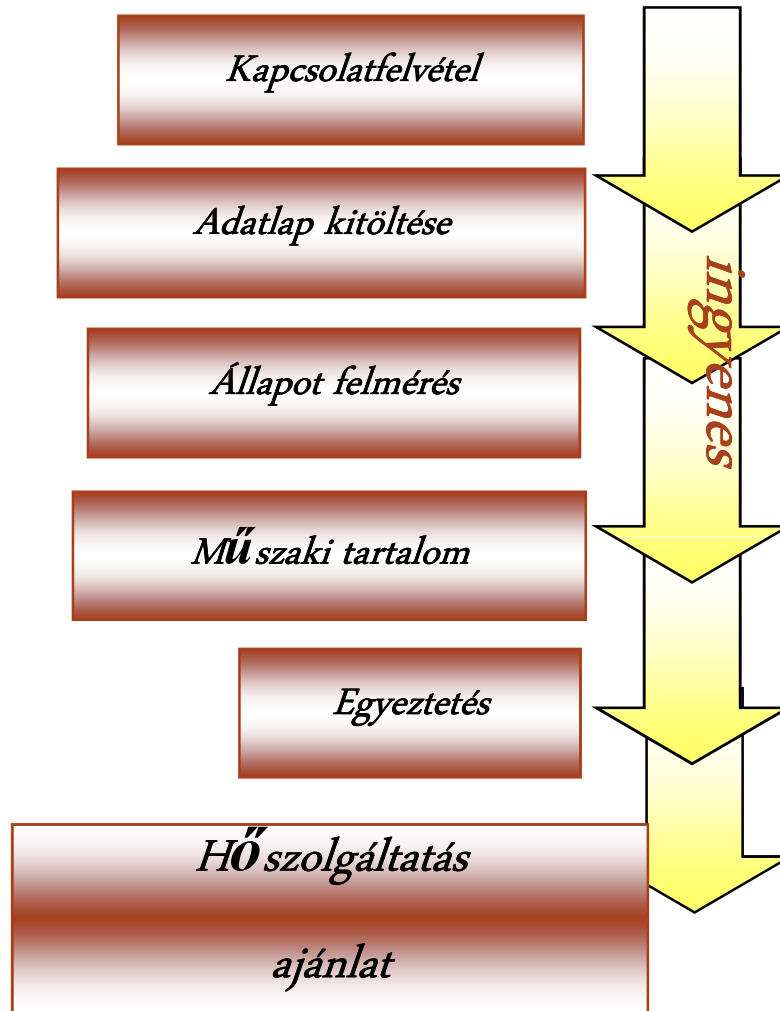 Kapcsolatfelvétel
Adatlap kitöltése
ingyenes
Állapot felmérés
Műszaki tartalom
Egyeztetés
Hőszolgáltatás
ajánlat